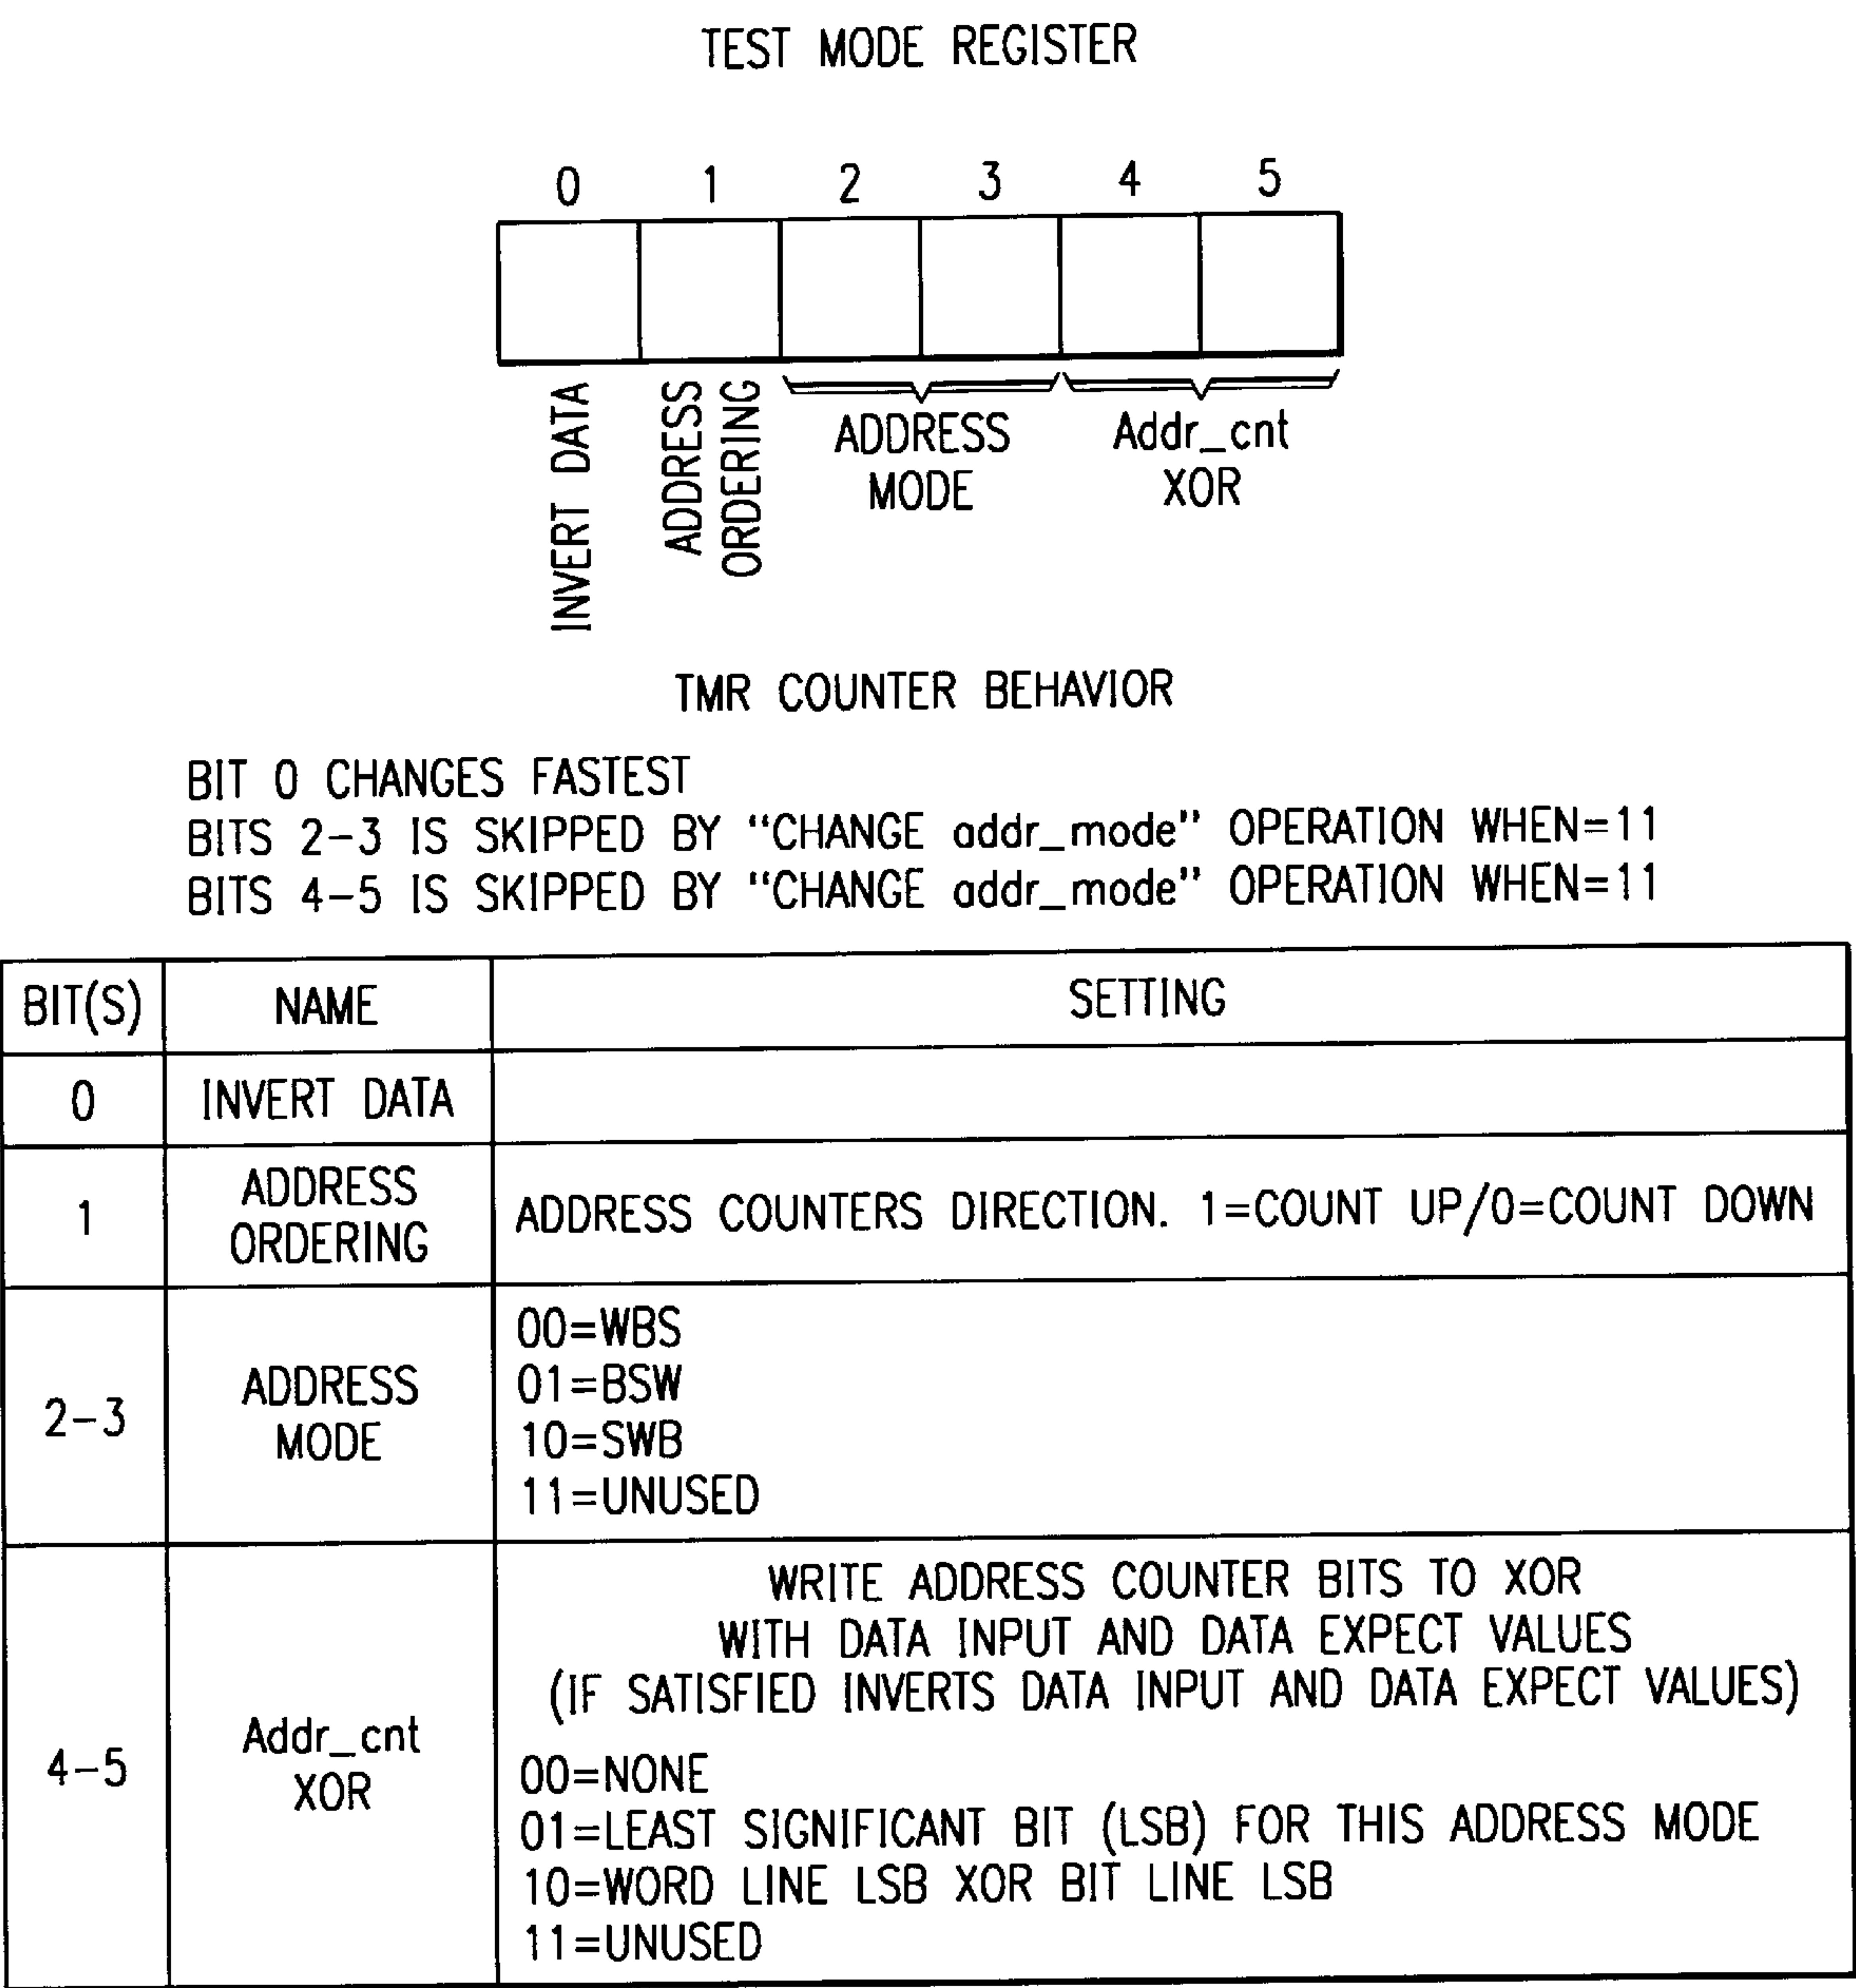 TEST MODE REGISTER
0 1 2 3 4 5
INVERT DATA
ADDRESS
ORDERING
ADDRESS
MODE
Addr_cnt
XOR
TMR COUNTER BEHAVIOR
BIT 0 CHANGES FASTEST
BITS 2-3 IS SKIPPED BY "CHANGE addr_mode" OPERATION WHEN=11
BITS 4-5 IS SKIPPED BY "CHANGE addr_mode" OPERATION WHEN=11
BIT(S) NAME SETTING
0 INVERT DATA
1 ADDRESS
ORDERING
ADDRESS COUNTERS DIRECTION. 1=COUNT UP/0=COUNT DOWN
2-3 ADDRESS
MODE
00=WBS
01=BSW
10=SWB
11=UNUSED
4-5 Addr_cnt
XOR
WRITE ADDRESS COUNTER BITS TO XOR
WITH DATA INPUT AND DATA EXPECT VALUES
(IF SATISFIED INVERTS DATA INPUT AND DATA EXPECT VALUES)
00=NONE
01=LEAST SIGNIFICANT BIT (LSB) FOR THIS ADDRESS MODE
10=WORD LINE LSB XOR BIT LINE LSB
11=UNUSED